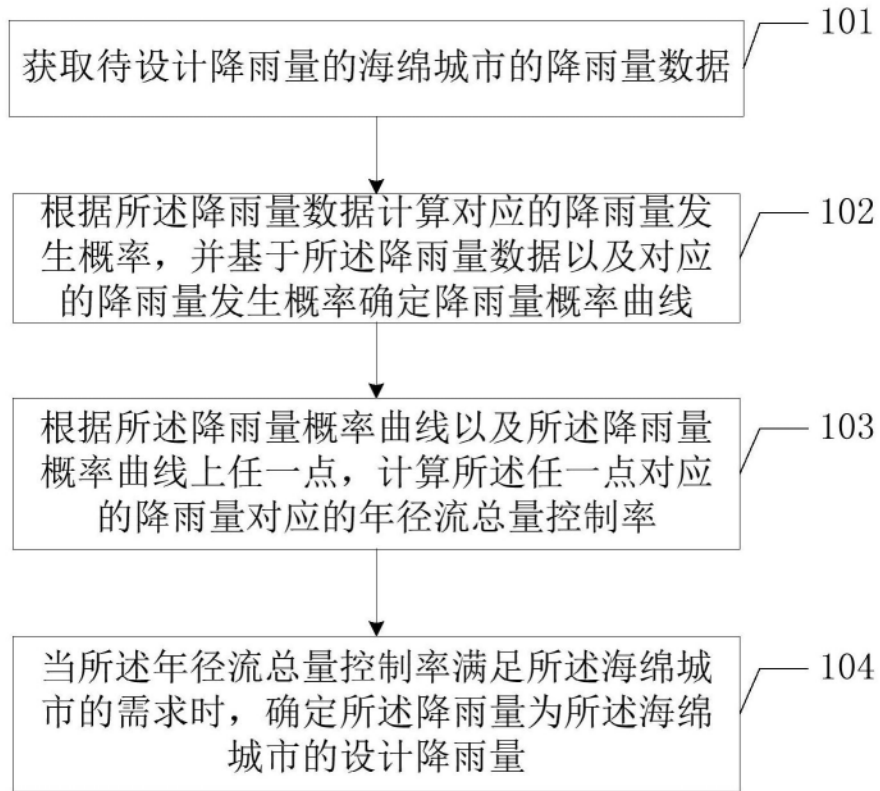 获取待设计降雨量的海绵城市的降雨量数据
101
根据所述降雨量数据计算对应的降雨量发
生概率，并基于所述降雨量数据以及对应
的降雨量发生概率确定降雨量概率曲线
102
根据所述降雨量概率曲线以及所述降雨量
概率曲线上任一点，计算所述任一点对应
的降雨量对应的年径流总量控制率
103
当所述年径流总量控制率满足所述海绵城
市的需求时，确定所述降雨量为所述海绵
城市的设计降雨量
104